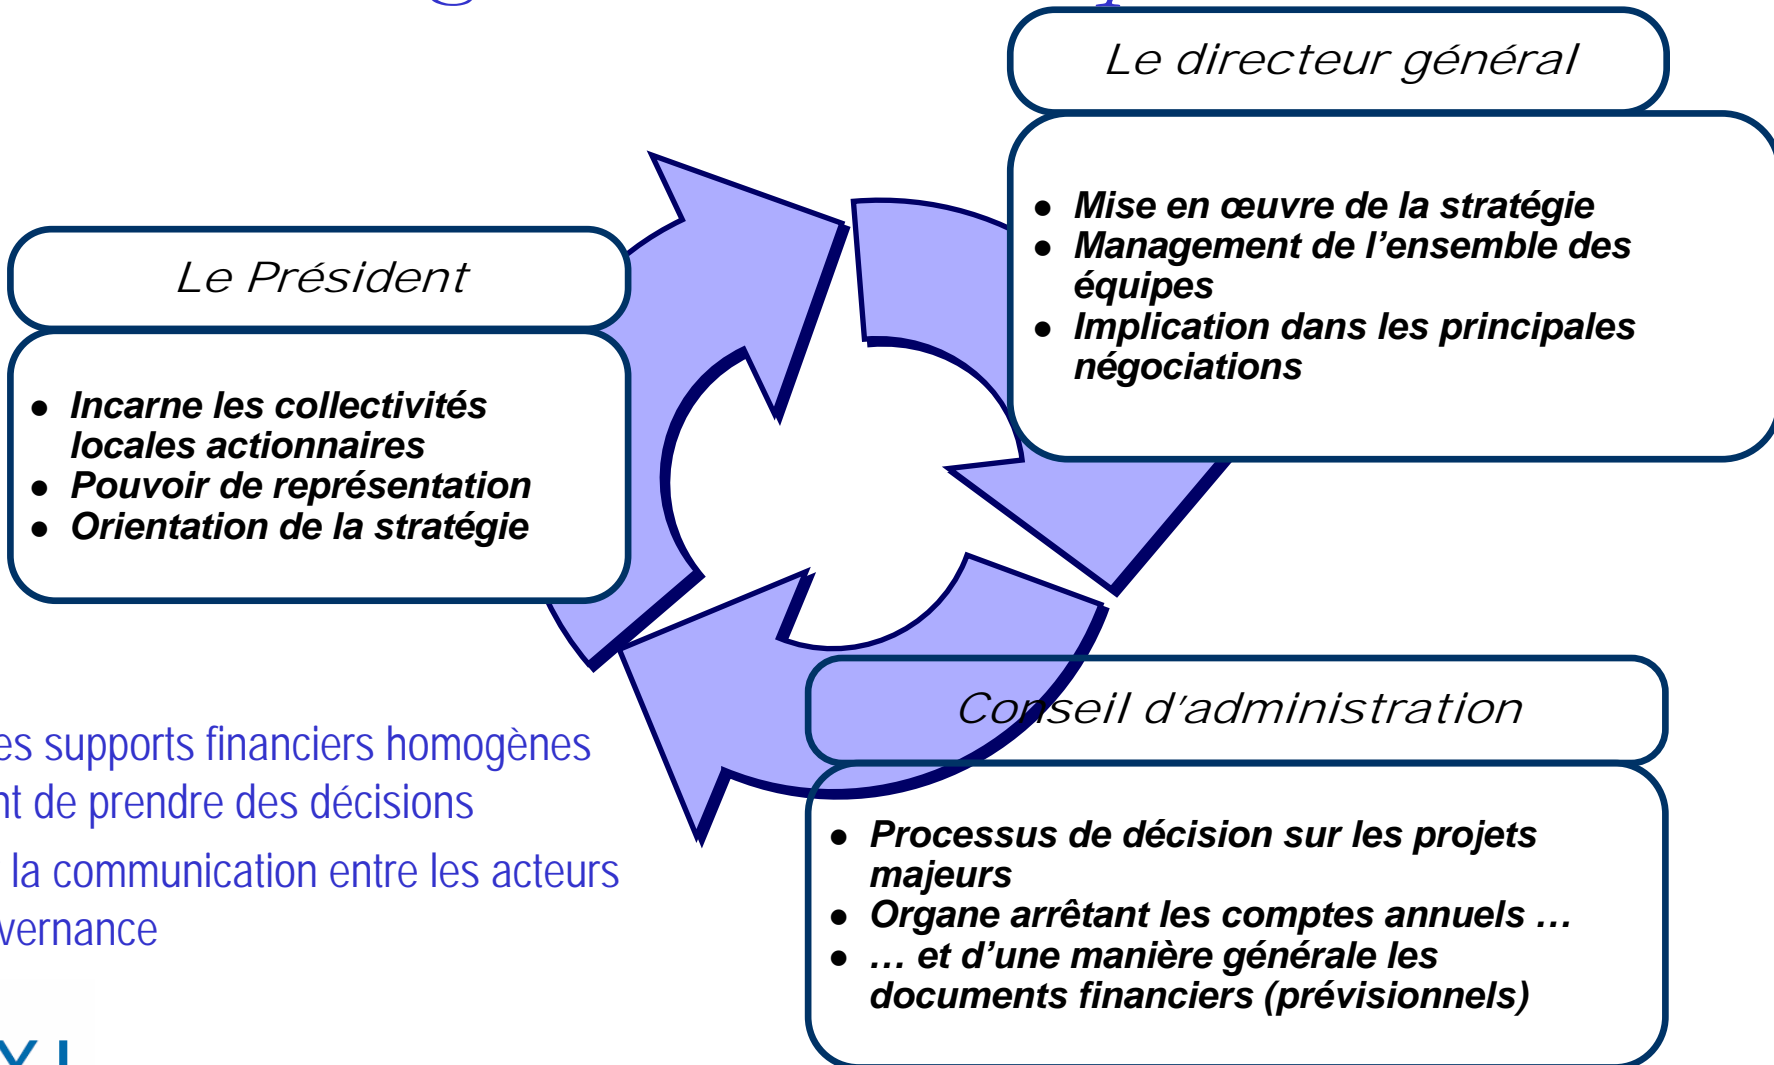 Le directeur général
● Mise en œuvre de la stratégie
● Management de l’ensemble des
équipes
● Implication dans les principales
négociations
Le Président
● Incarne les collectivités
locales actionnaires
● Pouvoir de représentation
● Orientation de la stratégie
Conseil d’administration
● Processus de décision sur les projets
majeurs
● Organe arrêtant les comptes annuels …
● … et d’une manière générale les
documents financiers (prévisionnels)
es supports financiers homogènes
nt de prendre des décisions
la communication entre les acteurs
vernance